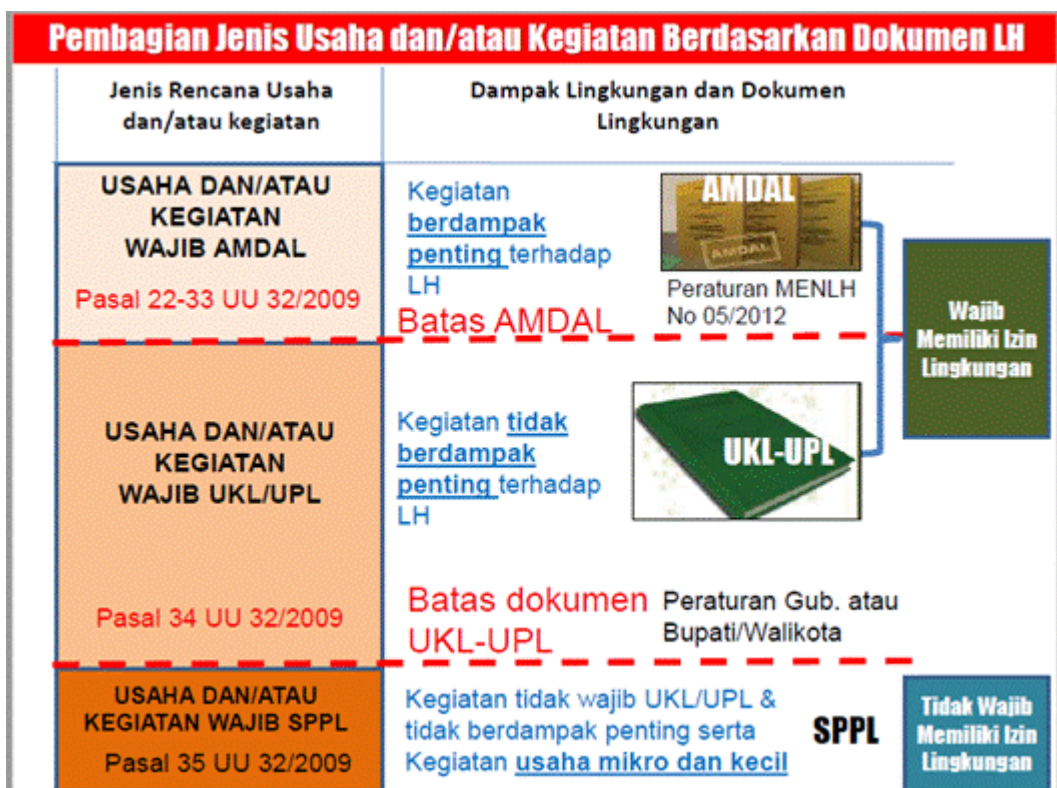 Pembagian Jenis Usaha dan/atau Kegiatan Berdasarkan Dokumen LH
Jenis Rencana Usaha
dan/atau kegiatan
Dampak Lingkungan dan Dokumen
Lingkungan
USAHA DAN/ATAU
KEGIATAN
WAJIB AMDAL
Pasal 22-33 UU 32/2009
Kegiatan
berdampak
penting terhadap
LH
Batas AMDAL
AMDAL
AMDAL
Peraturan MENLH
No 05/2012
Wajib
Memiliki Izin
Lingkungan
USAHA DAN/ATAU
KEGIATAN
WAJIB UKL/UPL
Pasal 34 UU 32/2009
Kegiatan tidak
berdampak
penting terhadap
LH
UKL-UPL
Batas dokumen
UKL-UPL
Peraturan Gub. atau
Bupati/Walikota
USAHA DAN/ATAU
KEGIATAN WAJIB SPPL
Pasal 35 UU 32/2009
Kegiatan tidak wajib UKL/UPL &
tidak berdampak penting serta
Kegiatan usaha mikro dan kecil
SPPL
Tidak Wajib
Memiliki Izin
Lingkungan